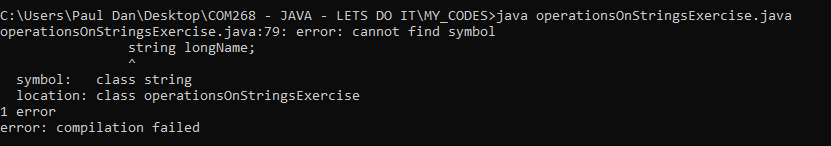 C:\Users\Paul Dan\Desktop\COM268 - JAVA - LETS DO IT\MY_CODES>java operationsOnStringsExercise.java
operationsOnStringsExercise.java:79: error: cannot find symbol
                string longName;
                ^
  symbol:   class string
  location: class operationsOnStringsExercise
1 error
error: compilation failed